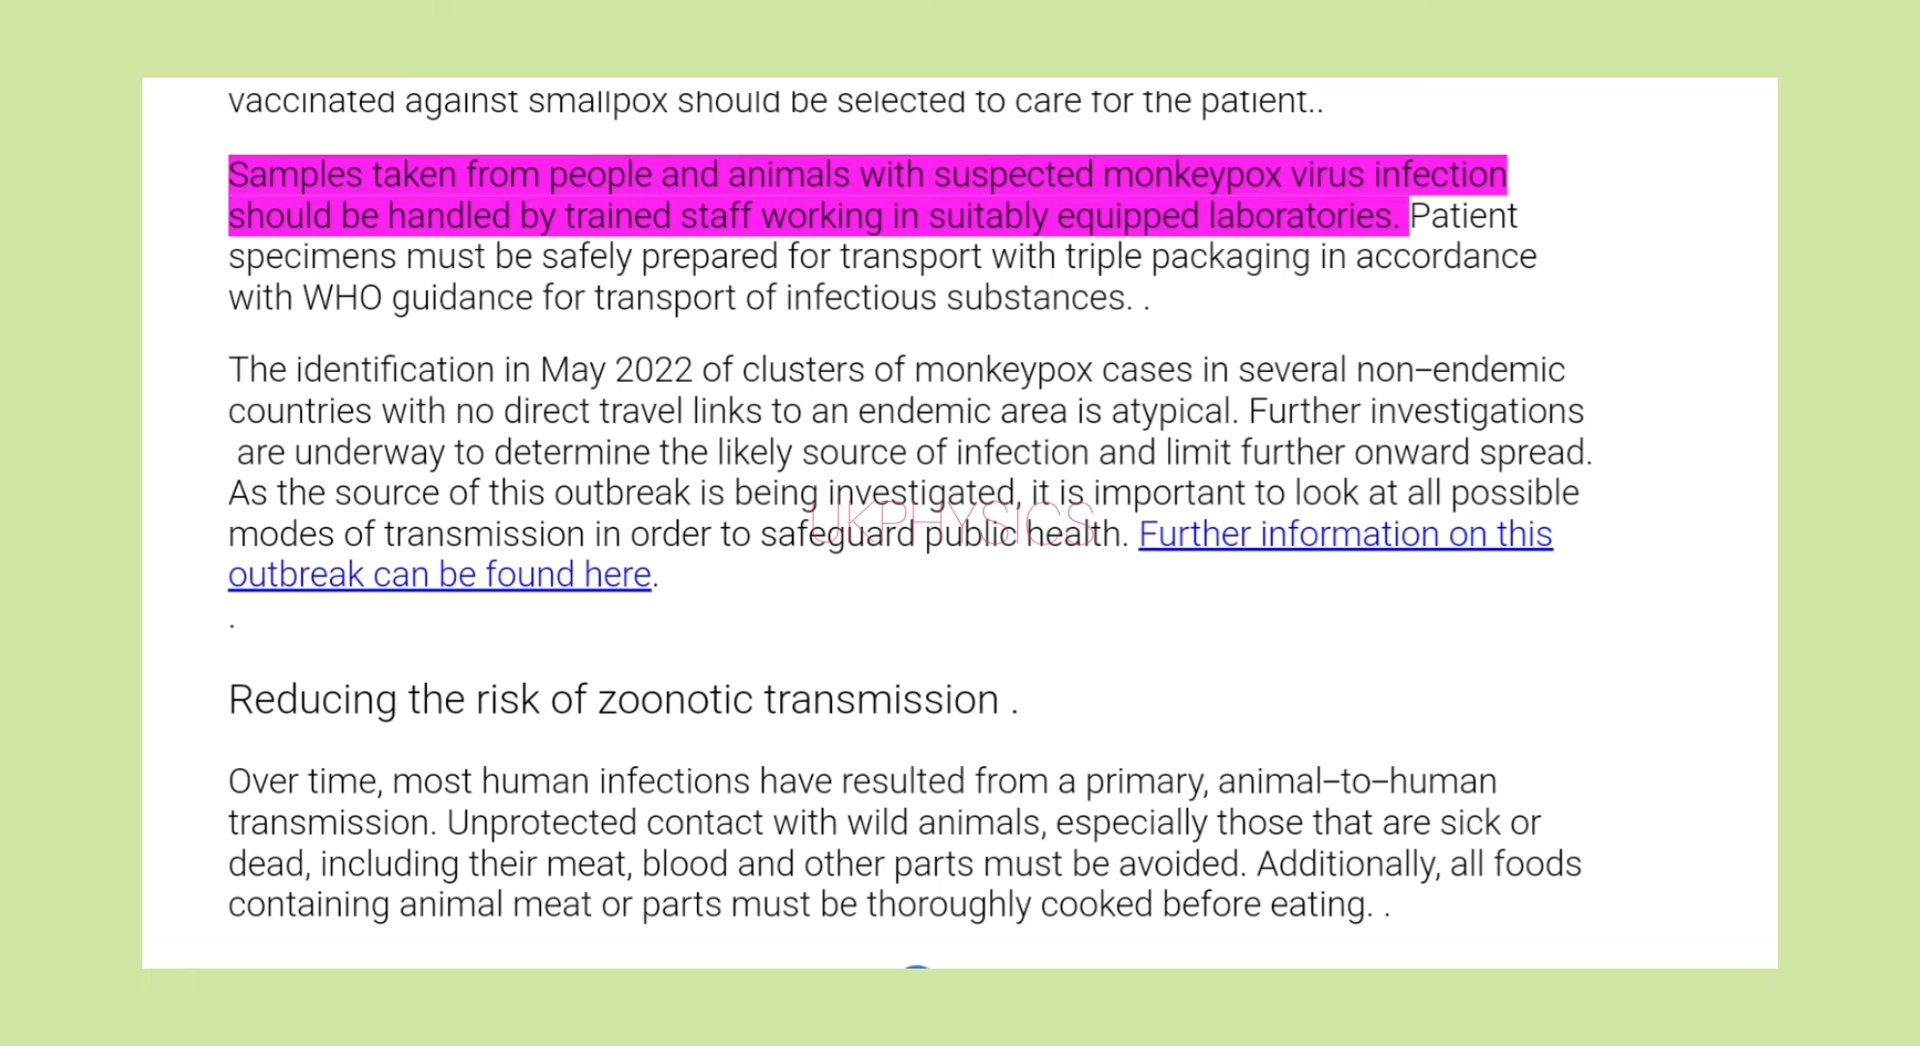 vaccinated against smallpox should be selected to care for the patient..
Samples taken from people and animals with suspected monkeypox virus infection
should be handled by trained staff working in suitably equipped laboratories. Patient
specimens must be safely prepared for transport with triple packaging in accordance
with WHO guidance for transport of infectious substances. .
The identification in May 2022 of clusters of monkeypox cases in several non–endemic
countries with no direct travel links to an endemic area is atypical. Further investigations
are underway to determine the likely source of infection and limit further onward spread.
As the source of this outbreak is being investigated, it is important to look at all possible
UKPHYSICS
modes of transmission in order to safeguard public health. Further information on this
outbreak can be found here.
.
Reducing the risk of zoonotic transmission .
Over time, most human infections have resulted from a primary, animal–to–human
transmission. Unprotected contact with wild animals, especially those that are sick or
dead, including their meat, blood and other parts must be avoided. Additionally, all foods
containing animal meat or parts must be thoroughly cooked before eating. .